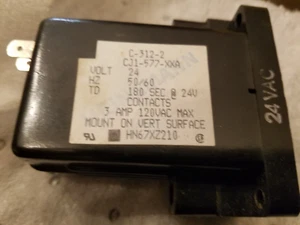 C-312-2
CJ1-577-XXA
VOLT 24
HZ 50/60
TD 180 SEC @ 24V
CONTACTS
3 AMP 120VAC MAX
MOUNT ON VERT SURFACE
HN67XZ210
24VAC